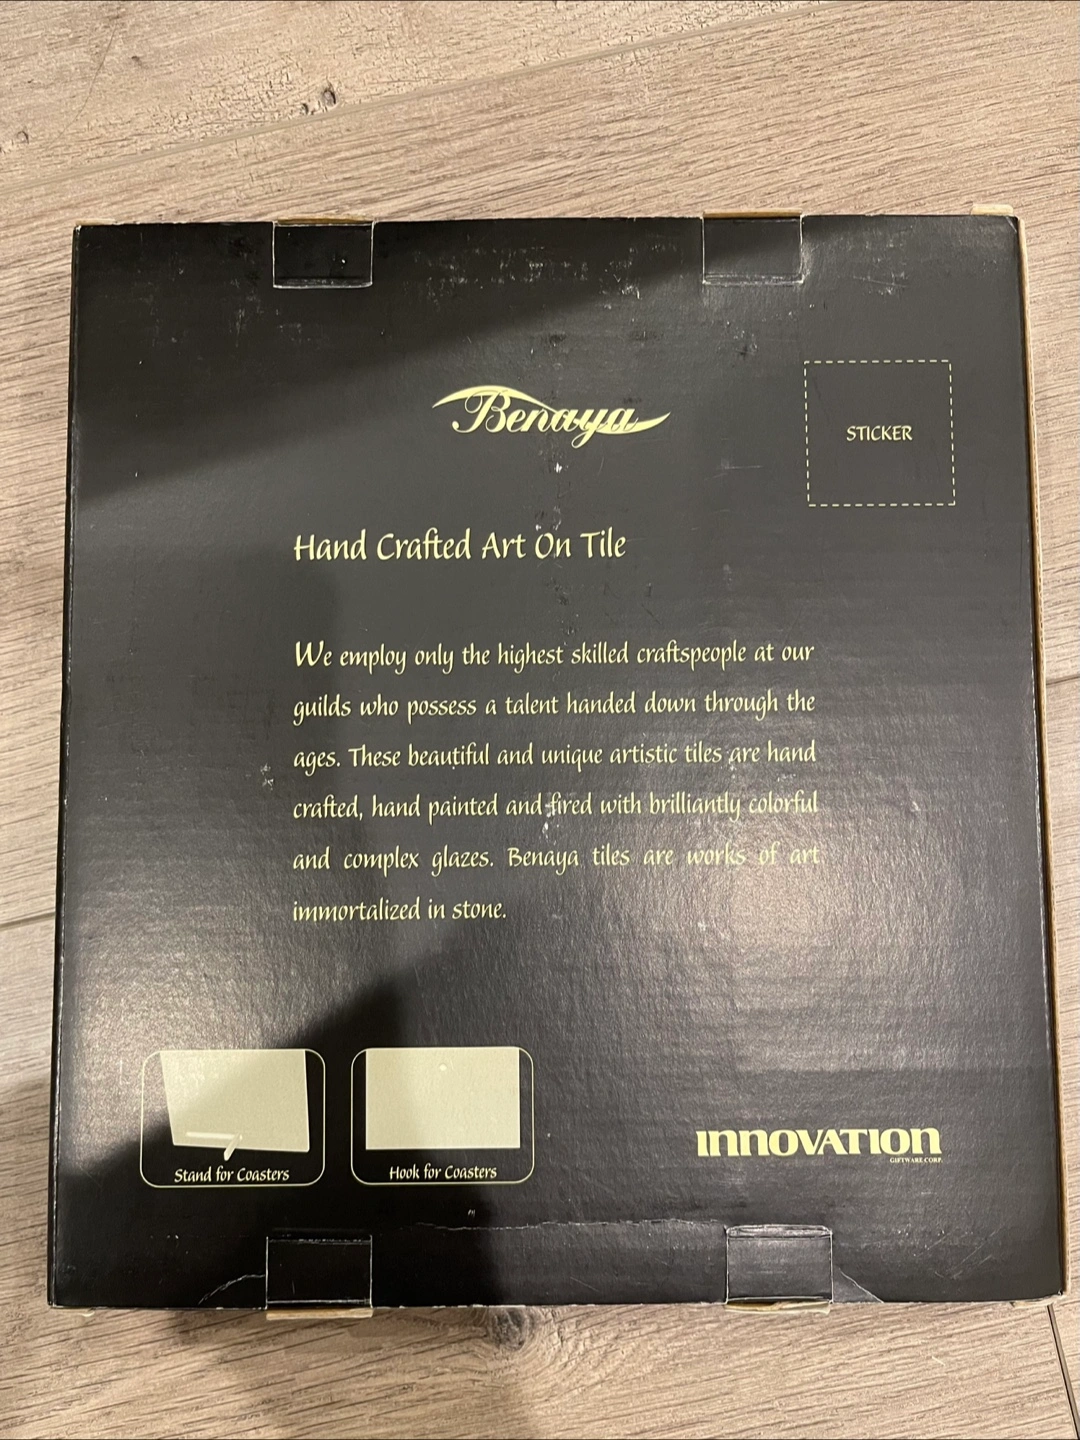 Benaya
STICKER
Hand Crafted Art On Tile
We employ only the highest skilled craftspeople at our
guilds who possess a talent handed down through the
ages. These beautiful and unique artistic tiles are hand
crafted, hand painted and fired with brilliantly colorful
and complex glazes. Benaya tiles are works of art
immortalized in stone.
Stand for Coasters
Hook for Coasters
INNOVATION
GIFTWARE CORP.